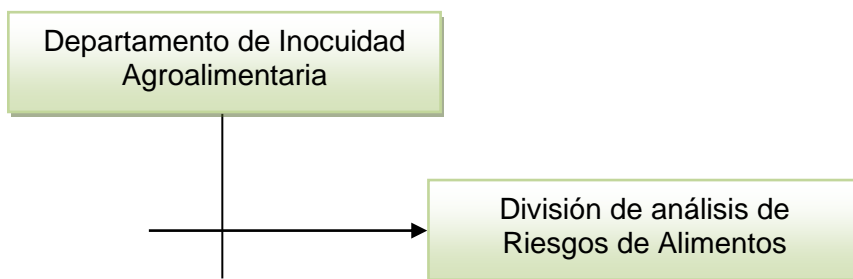 Departamento de Inocuidad
Agroalimentaria
División de análisis de
Riesgos de Alimentos